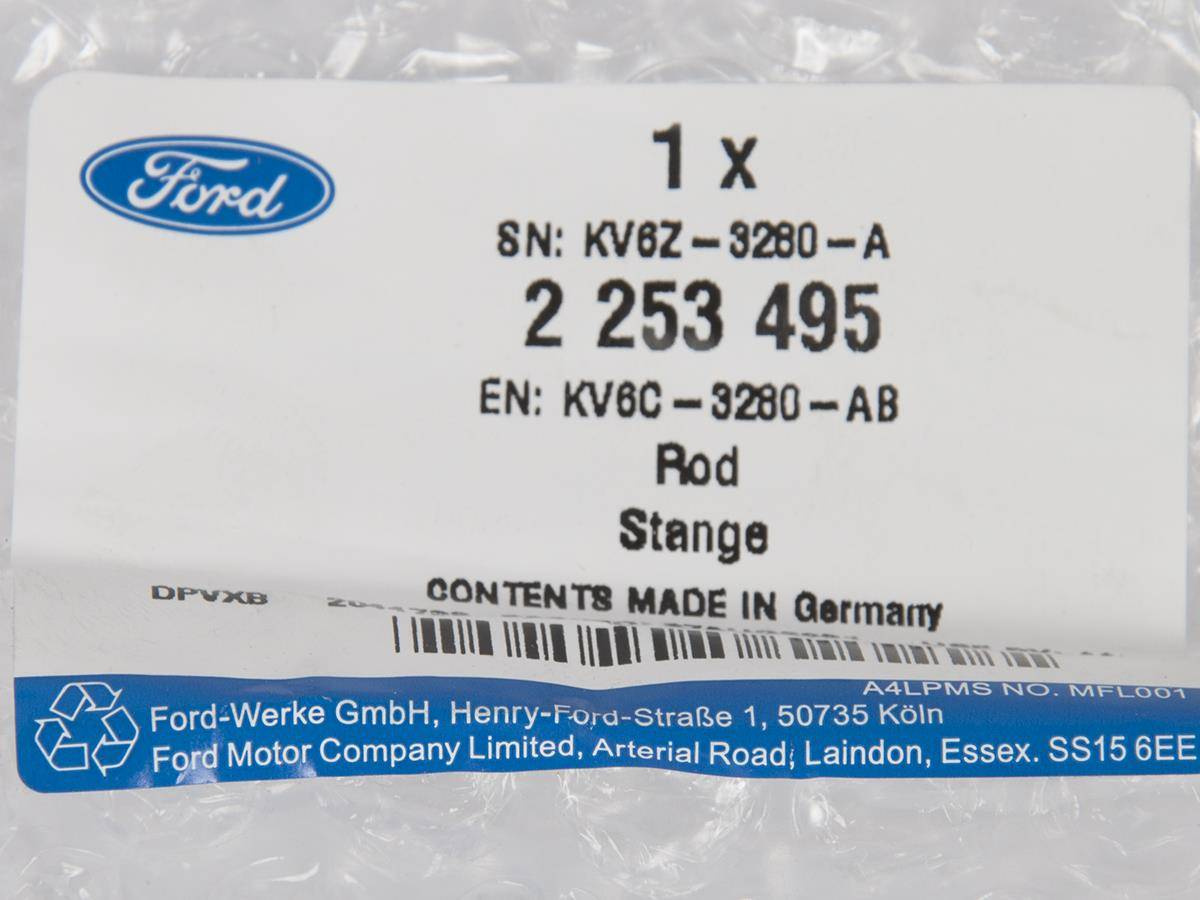 Ford
1 x
SN: KV6Z-3280-A
2 253 495
EN: KV6C-3280-AB
Rod
Stange
CONTENTS MADE IN Germany
DPVXB
A4LPMS NO. MFL001
Ford-Werke GmbH, Henry-Ford-Straße 1, 50735 Köln
Ford Motor Company Limited, Arterial Road, Laindon, Essex. SS15 6EE